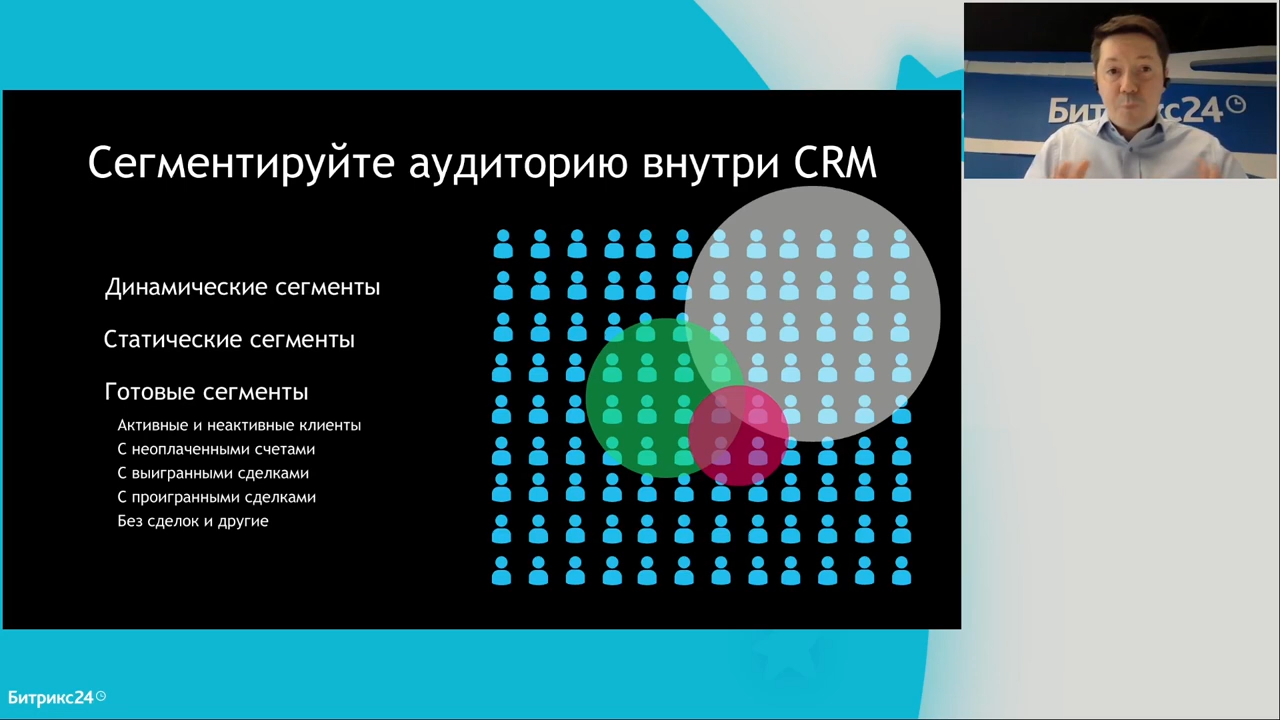 Сегментируйте аудиторию внутри CRM
Динамические сегменты
Статические сегменты
Готовые сегменты
Активные и неактивные клиенты
С неоплаченными счетами
С выигранными сделками
С проигранными сделками
Без сделок и другие
Битрикс24
Битрикс24